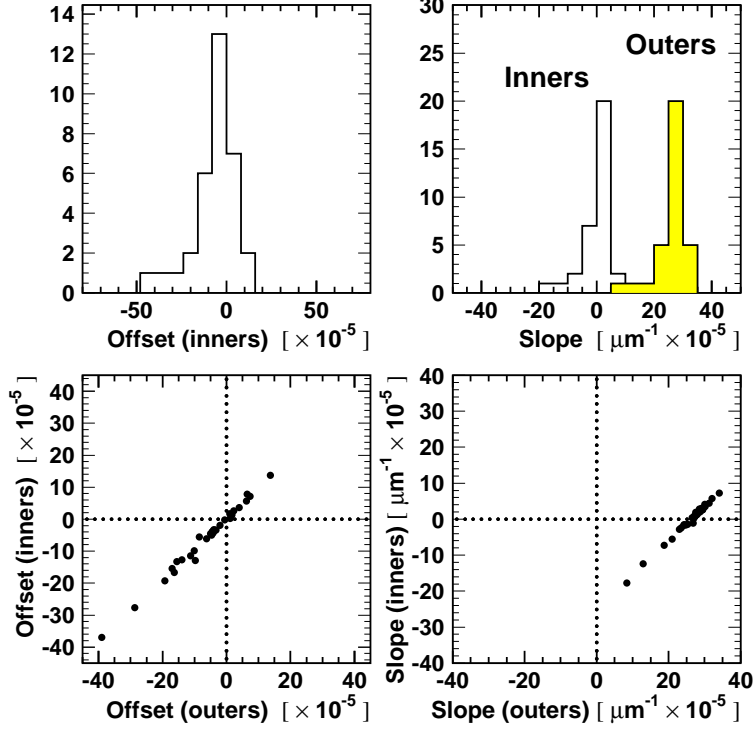 14
12
10
8
6
4
2
0
-50 0 50
Offset (inners) [ × 10⁻⁵ ]
30
25
20
15
10
5
0
Outers
Inners
-40 -20 0 20 40
Slope [ μm⁻¹ × 10⁻⁵ ]
Offset (inners) [ × 10⁻⁵ ]
40
30
20
10
0
-10
-20
-30
-40
-40 -20 0 20 40
Offset (outers) [ × 10⁻⁵ ]
Slope (inners) [ μm⁻¹ × 10⁻⁵ ]
40
30
20
10
0
-10
-20
-30
-40
-40 -20 0 20 40
Slope (outers) [ μm⁻¹ × 10⁻⁵ ]